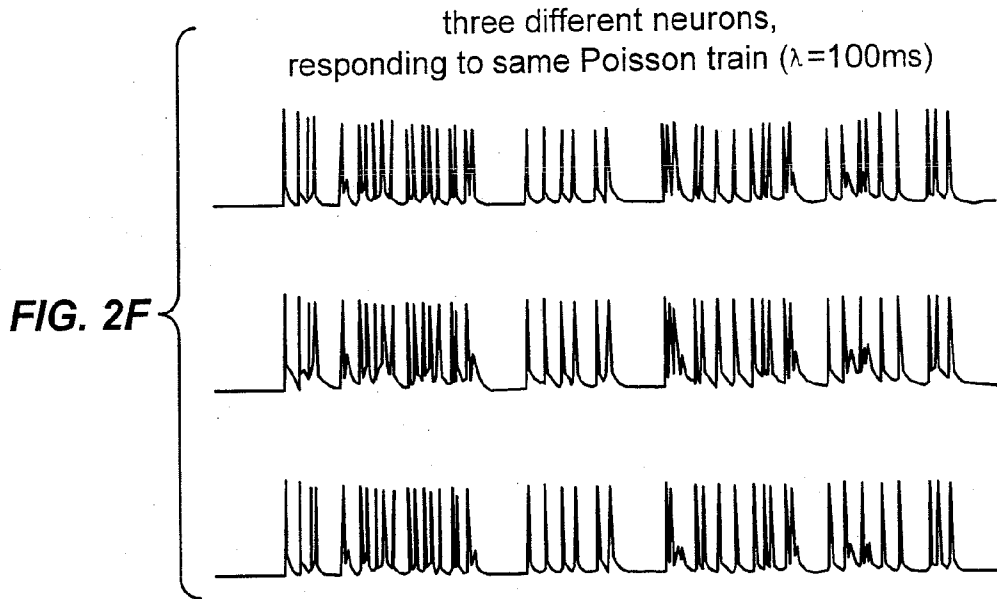 three different neurons,
responding to same Poisson train (λ=100ms)
FIG. 2F